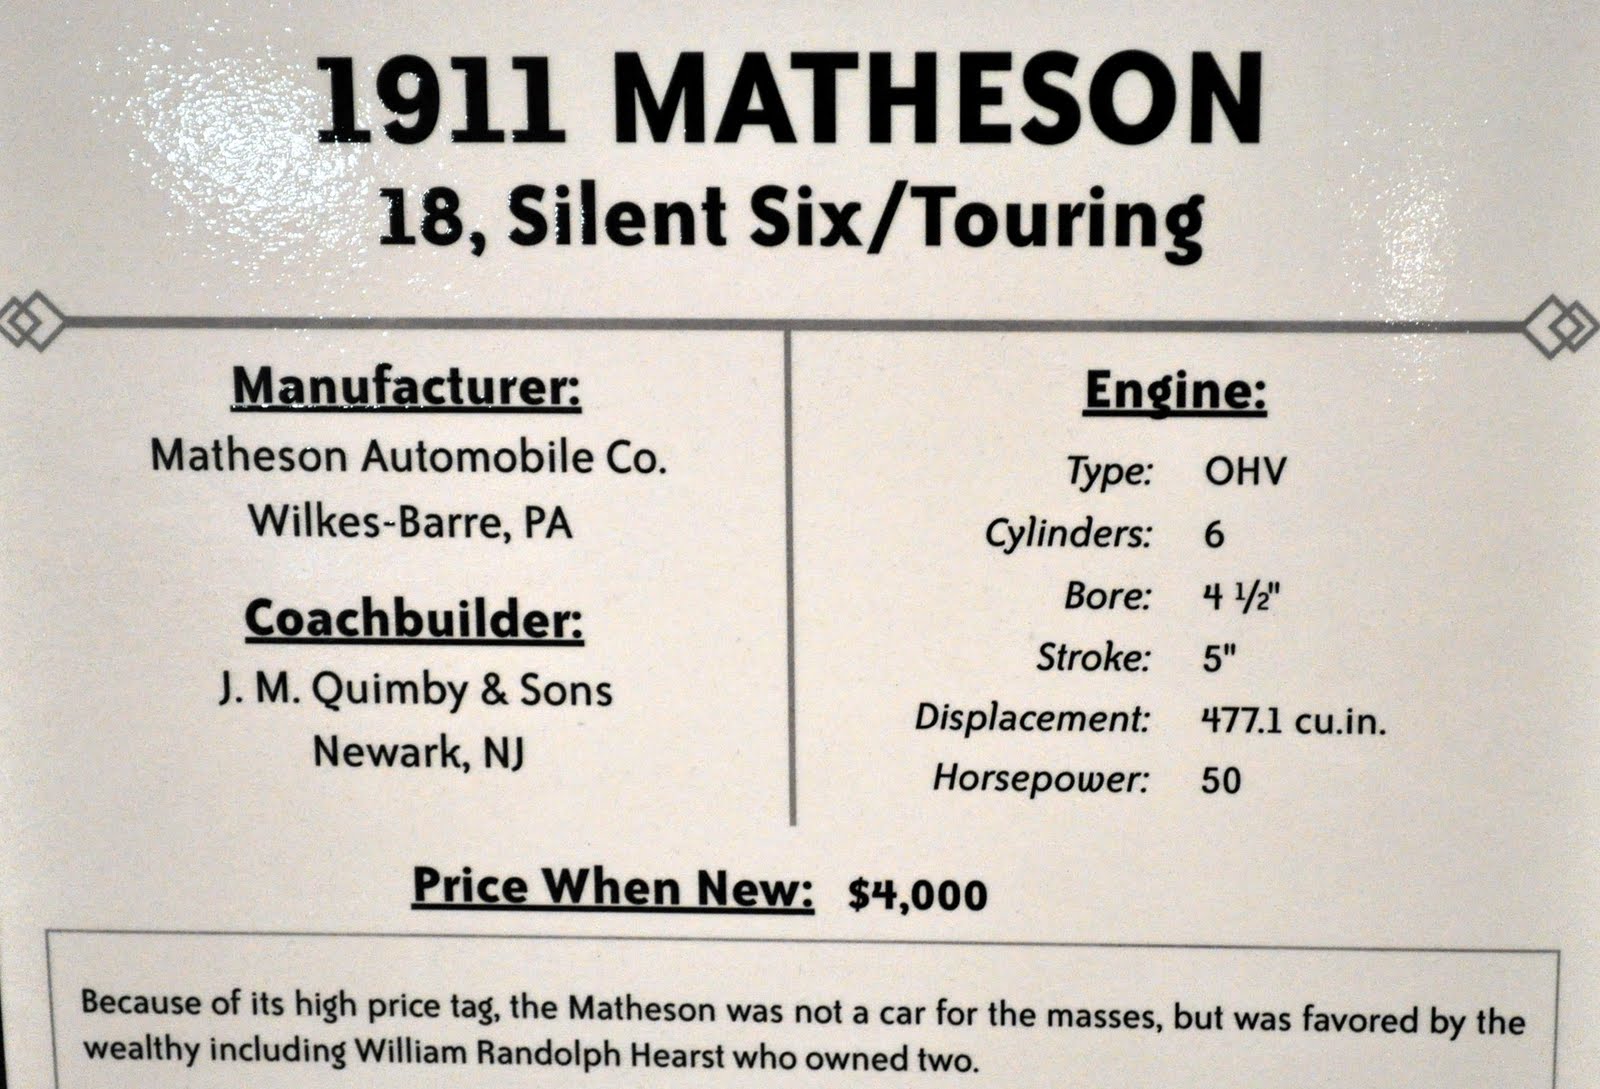 1911 MATHESON
18, Silent Six/Touring
Manufacturer:
Matheson Automobile Co.
Wilkes-Barre, PA
Coachbuilder:
J. M. Quimby & Sons
Newark, NJ
Engine:
Type: OHV
Cylinders: 6
Bore: 4 ½"
Stroke: 5"
Displacement: 477.1 cu.in.
Horsepower: 50
Price When New: $4,000
Because of its high price tag, the Matheson was not a car for the masses, but was favored by the
wealthy including William Randolph Hearst who owned two.